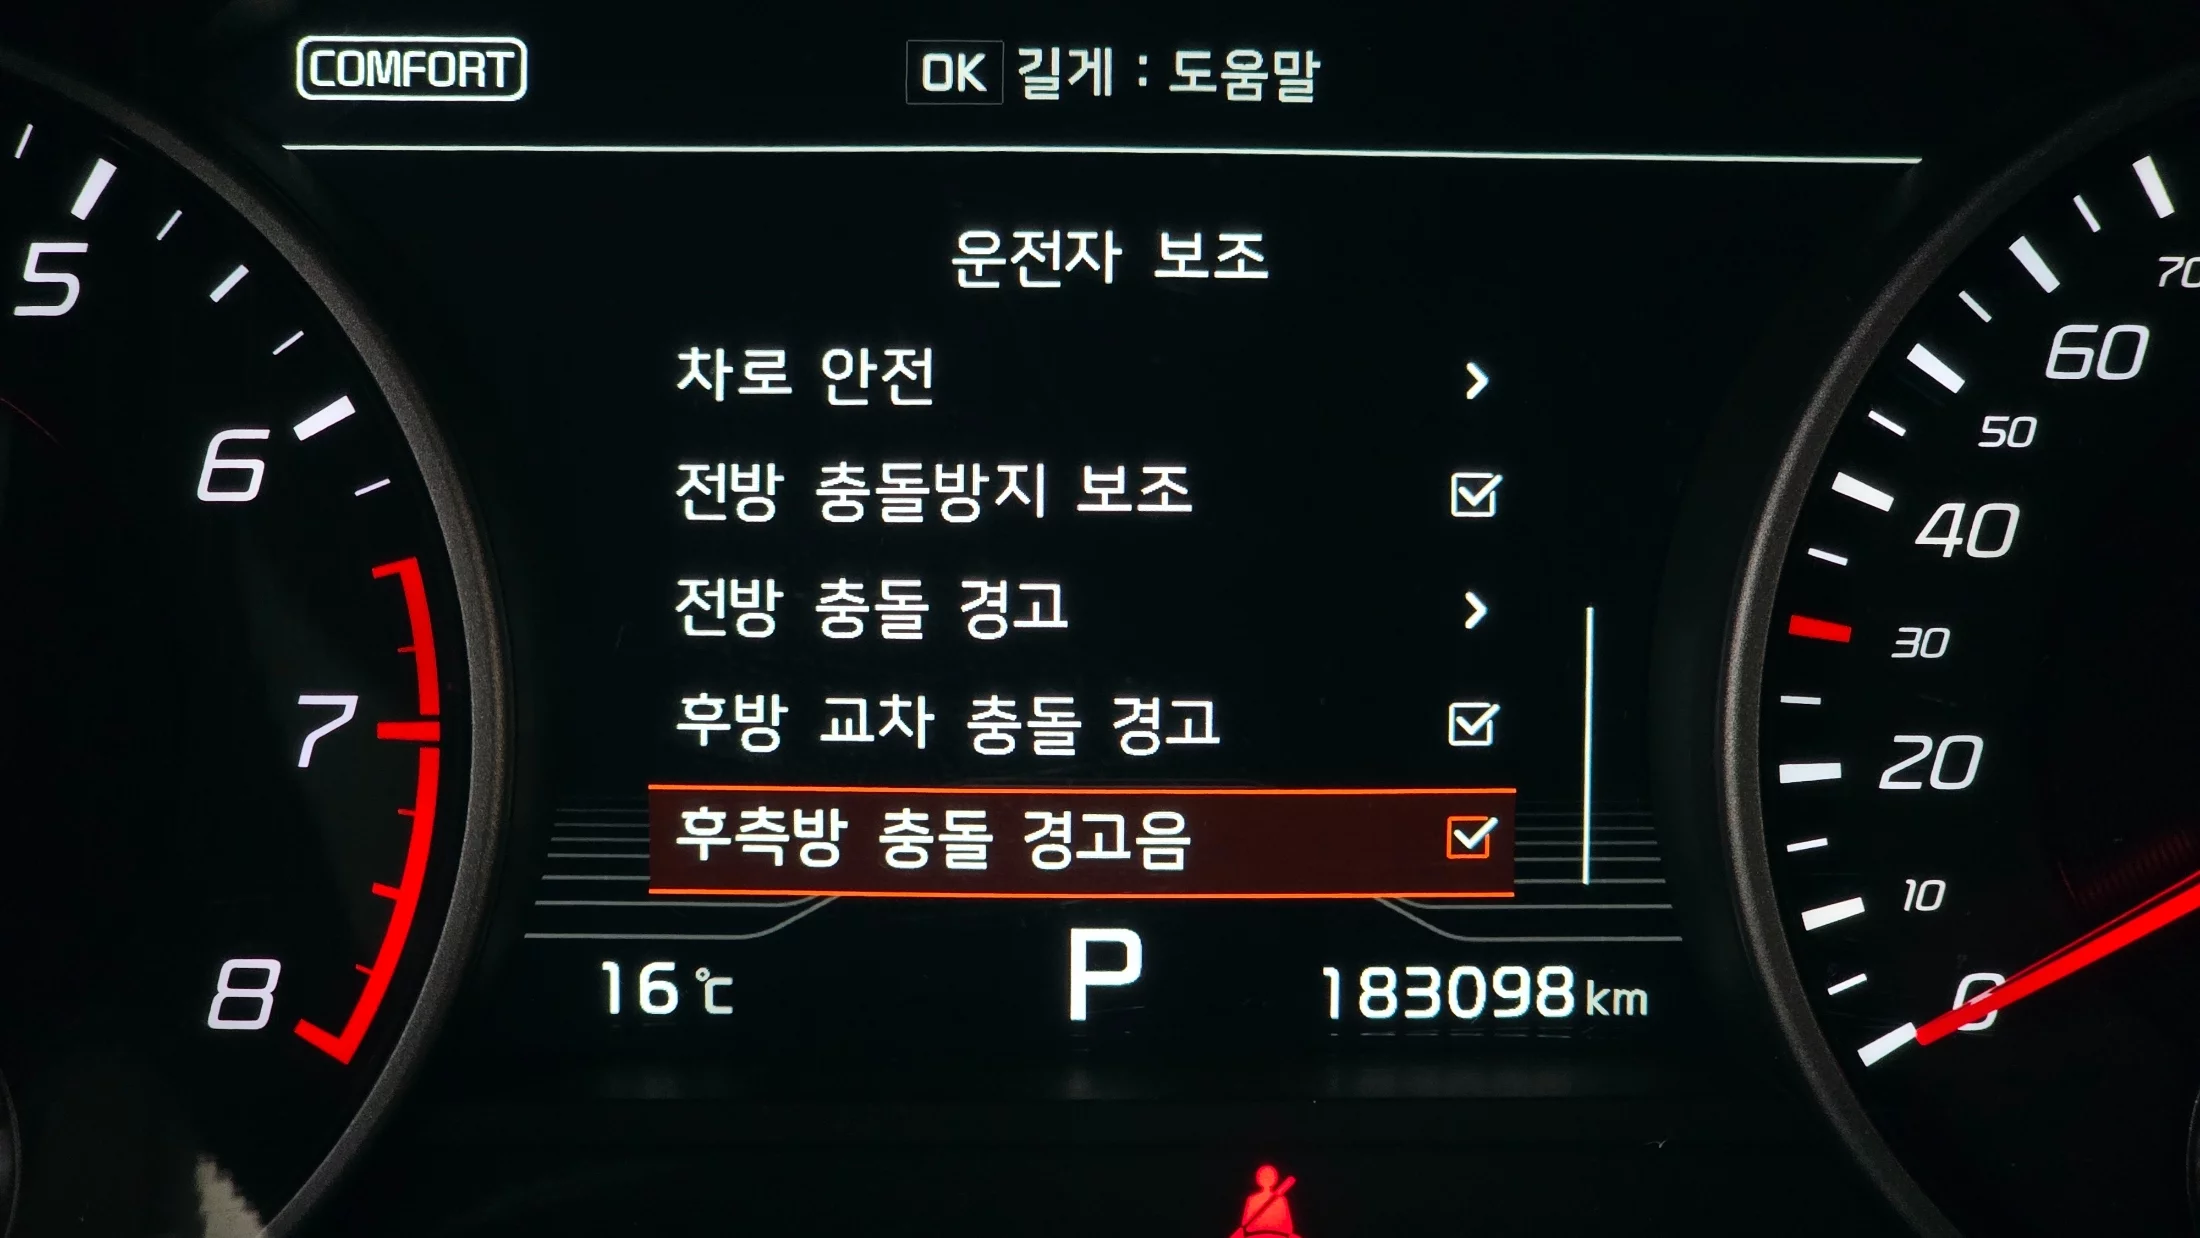 COMFORT
OK 길게 : 도움말
운전자 보조
차로 안전
전방 충돌방지 보조
전방 충돌 경고
후방 교차 충돌 경고
후측방 충돌 경고음
16 ℃
P
183098 km
5
6
7
8
70
60
50
40
30
20
10
0